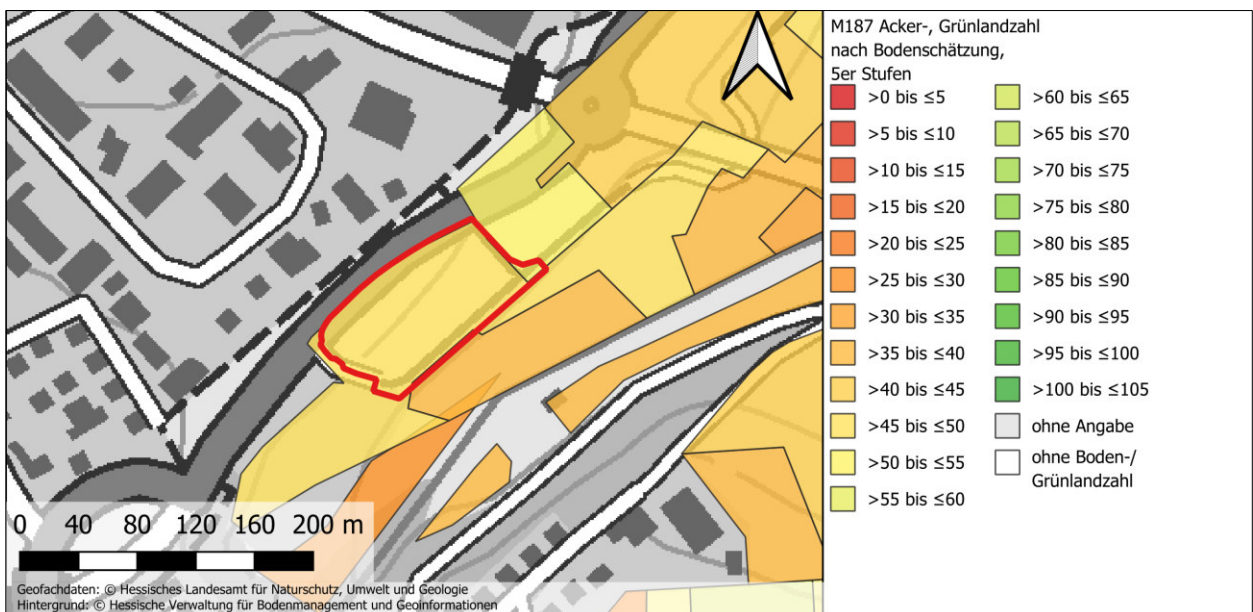 M187 Acker-, Grünlandzahl
nach Bodenschätzung,
5er Stufen
>0 bis ≤5
>5 bis ≤10
>10 bis ≤15
>15 bis ≤20
>20 bis ≤25
>25 bis ≤30
>30 bis ≤35
>35 bis ≤40
>40 bis ≤45
>45 bis ≤50
>50 bis ≤55
>55 bis ≤60
>60 bis ≤65
>65 bis ≤70
>70 bis ≤75
>75 bis ≤80
>80 bis ≤85
>85 bis ≤90
>90 bis ≤95
>95 bis ≤100
>100 bis ≤105
ohne Angabe
ohne Boden-/
Grünlandzahl
0 40 80 120 160 200 m
Geofachdaten: © Hessisches Landesamt für Naturschutz, Umwelt und Geologie
Hintergrund: © Hessische Verwaltung für Bodenmanagement und Geoinformationen